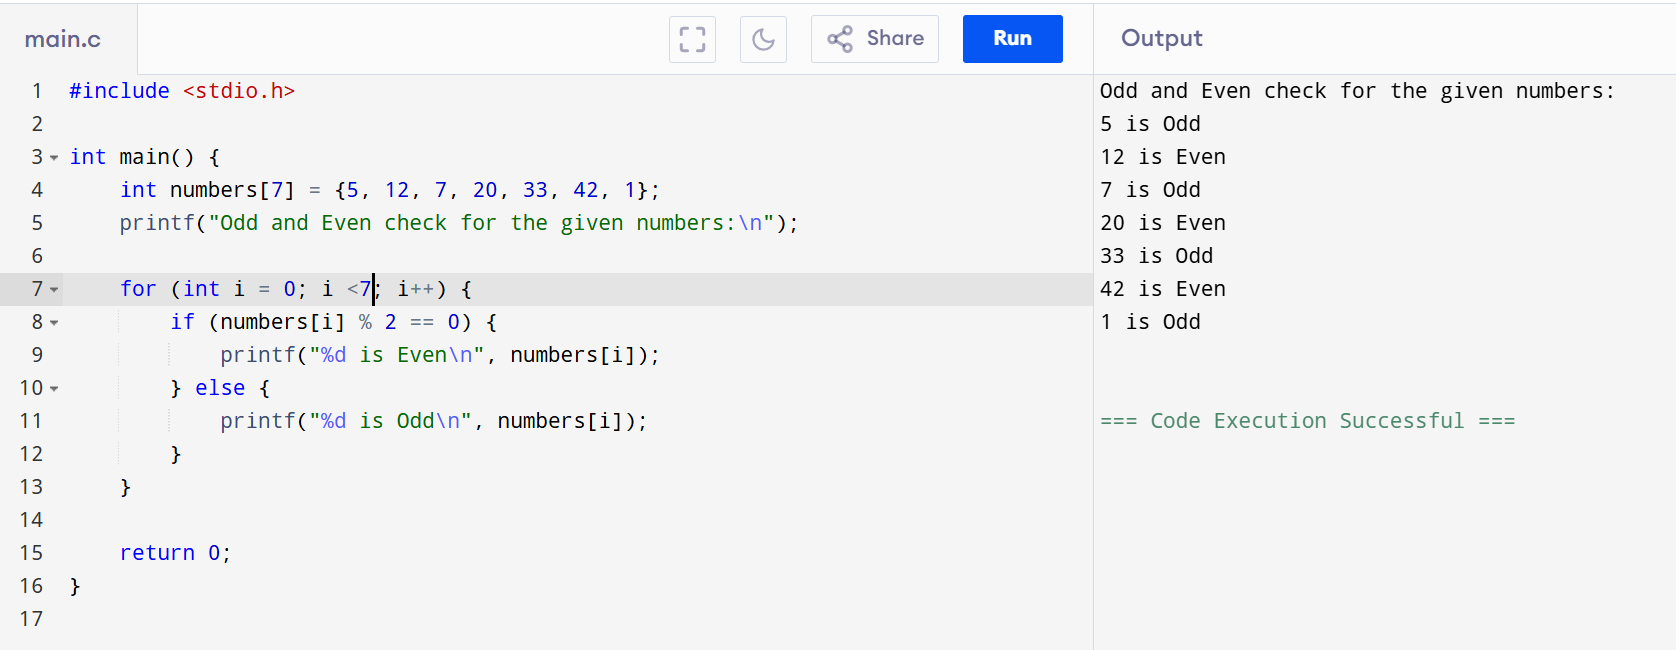 main.c
Share
Run
Output
1 #include <stdio.h>
2
3 int main() {
4     int numbers[7] = {5, 12, 7, 20, 33, 42, 1};
5     printf("Odd and Even check for the given numbers:\n");
6
7     for (int i = 0; i <7; i++) {
8         if (numbers[i] % 2 == 0) {
9             printf("%d is Even\n", numbers[i]);
10         } else {
11             printf("%d is Odd\n", numbers[i]);
12         }
13     }
14
15     return 0;
16 }
17
Odd and Even check for the given numbers:
5 is Odd
12 is Even
7 is Odd
20 is Even
33 is Odd
42 is Even
1 is Odd
=== Code Execution Successful ===